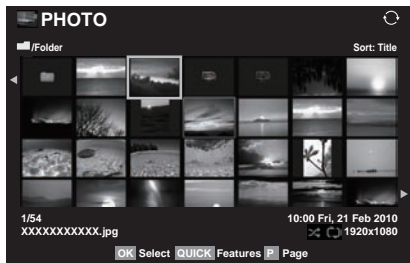 PHOTO
/Folder
Sort: Title
1/54
10:00 Fri, 21 Feb 2010
XXXXXXXXXXX.jpg
1920x1080
OK Select QUICK Features P Page